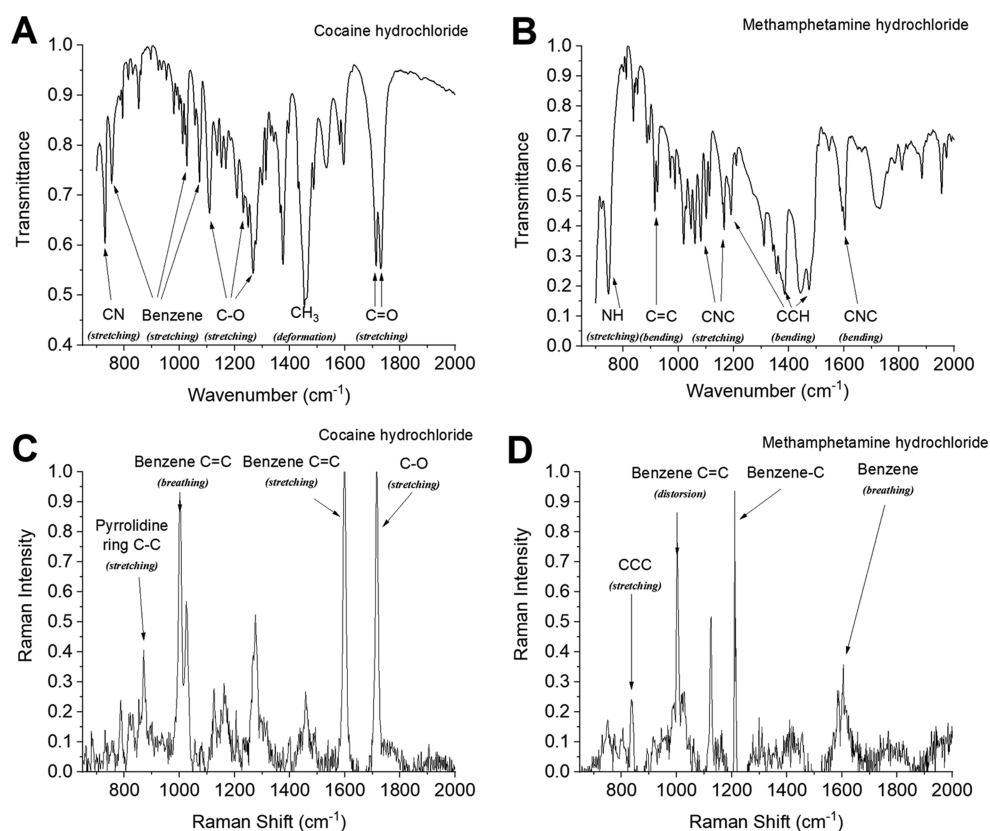 A
Cocaine hydrochloride
1.0
0.9
0.8
0.7
0.6
0.5
0.4
Transmittance
CN
(stretching)
Benzene
(stretching)
C-O
(stretching)
CH3
(deformation)
C=O
(stretching)
800 1000 1200 1400 1600 1800 2000
Wavenumber (cm-1)
B
Methamphetamine hydrochloride
1.0
0.9
0.8
0.7
0.6
0.5
0.4
0.3
0.2
0.1
0.0
Transmittance
NH
(stretching)
C=C
(bending)
CNC
(stretching)
CCH
(bending)
CNC
(bending)
800 1000 1200 1400 1600 1800 2000
Wavenumber (cm-1)
C
Cocaine hydrochloride
Benzene C=C
(breathing)
Benzene C=C
(stretching)
C-O
(stretching)
Pyrrolidine
ring C-C
(stretching)
1.0
0.9
0.8
0.7
0.6
0.5
0.4
0.3
0.2
0.1
0.0
Raman Intensity
800 1000 1200 1400 1600 1800 2000
Raman Shift (cm-1)
D
Methamphetamine hydrochloride
Benzene C=C
(distorsion)
Benzene-C
Benzene
(breathing)
CCC
(stretching)
1.0
0.9
0.8
0.7
0.6
0.5
0.4
0.3
0.2
0.1
0.0
Raman Intensity
800 1000 1200 1400 1600 1800 2000
Raman Shift (cm-1)